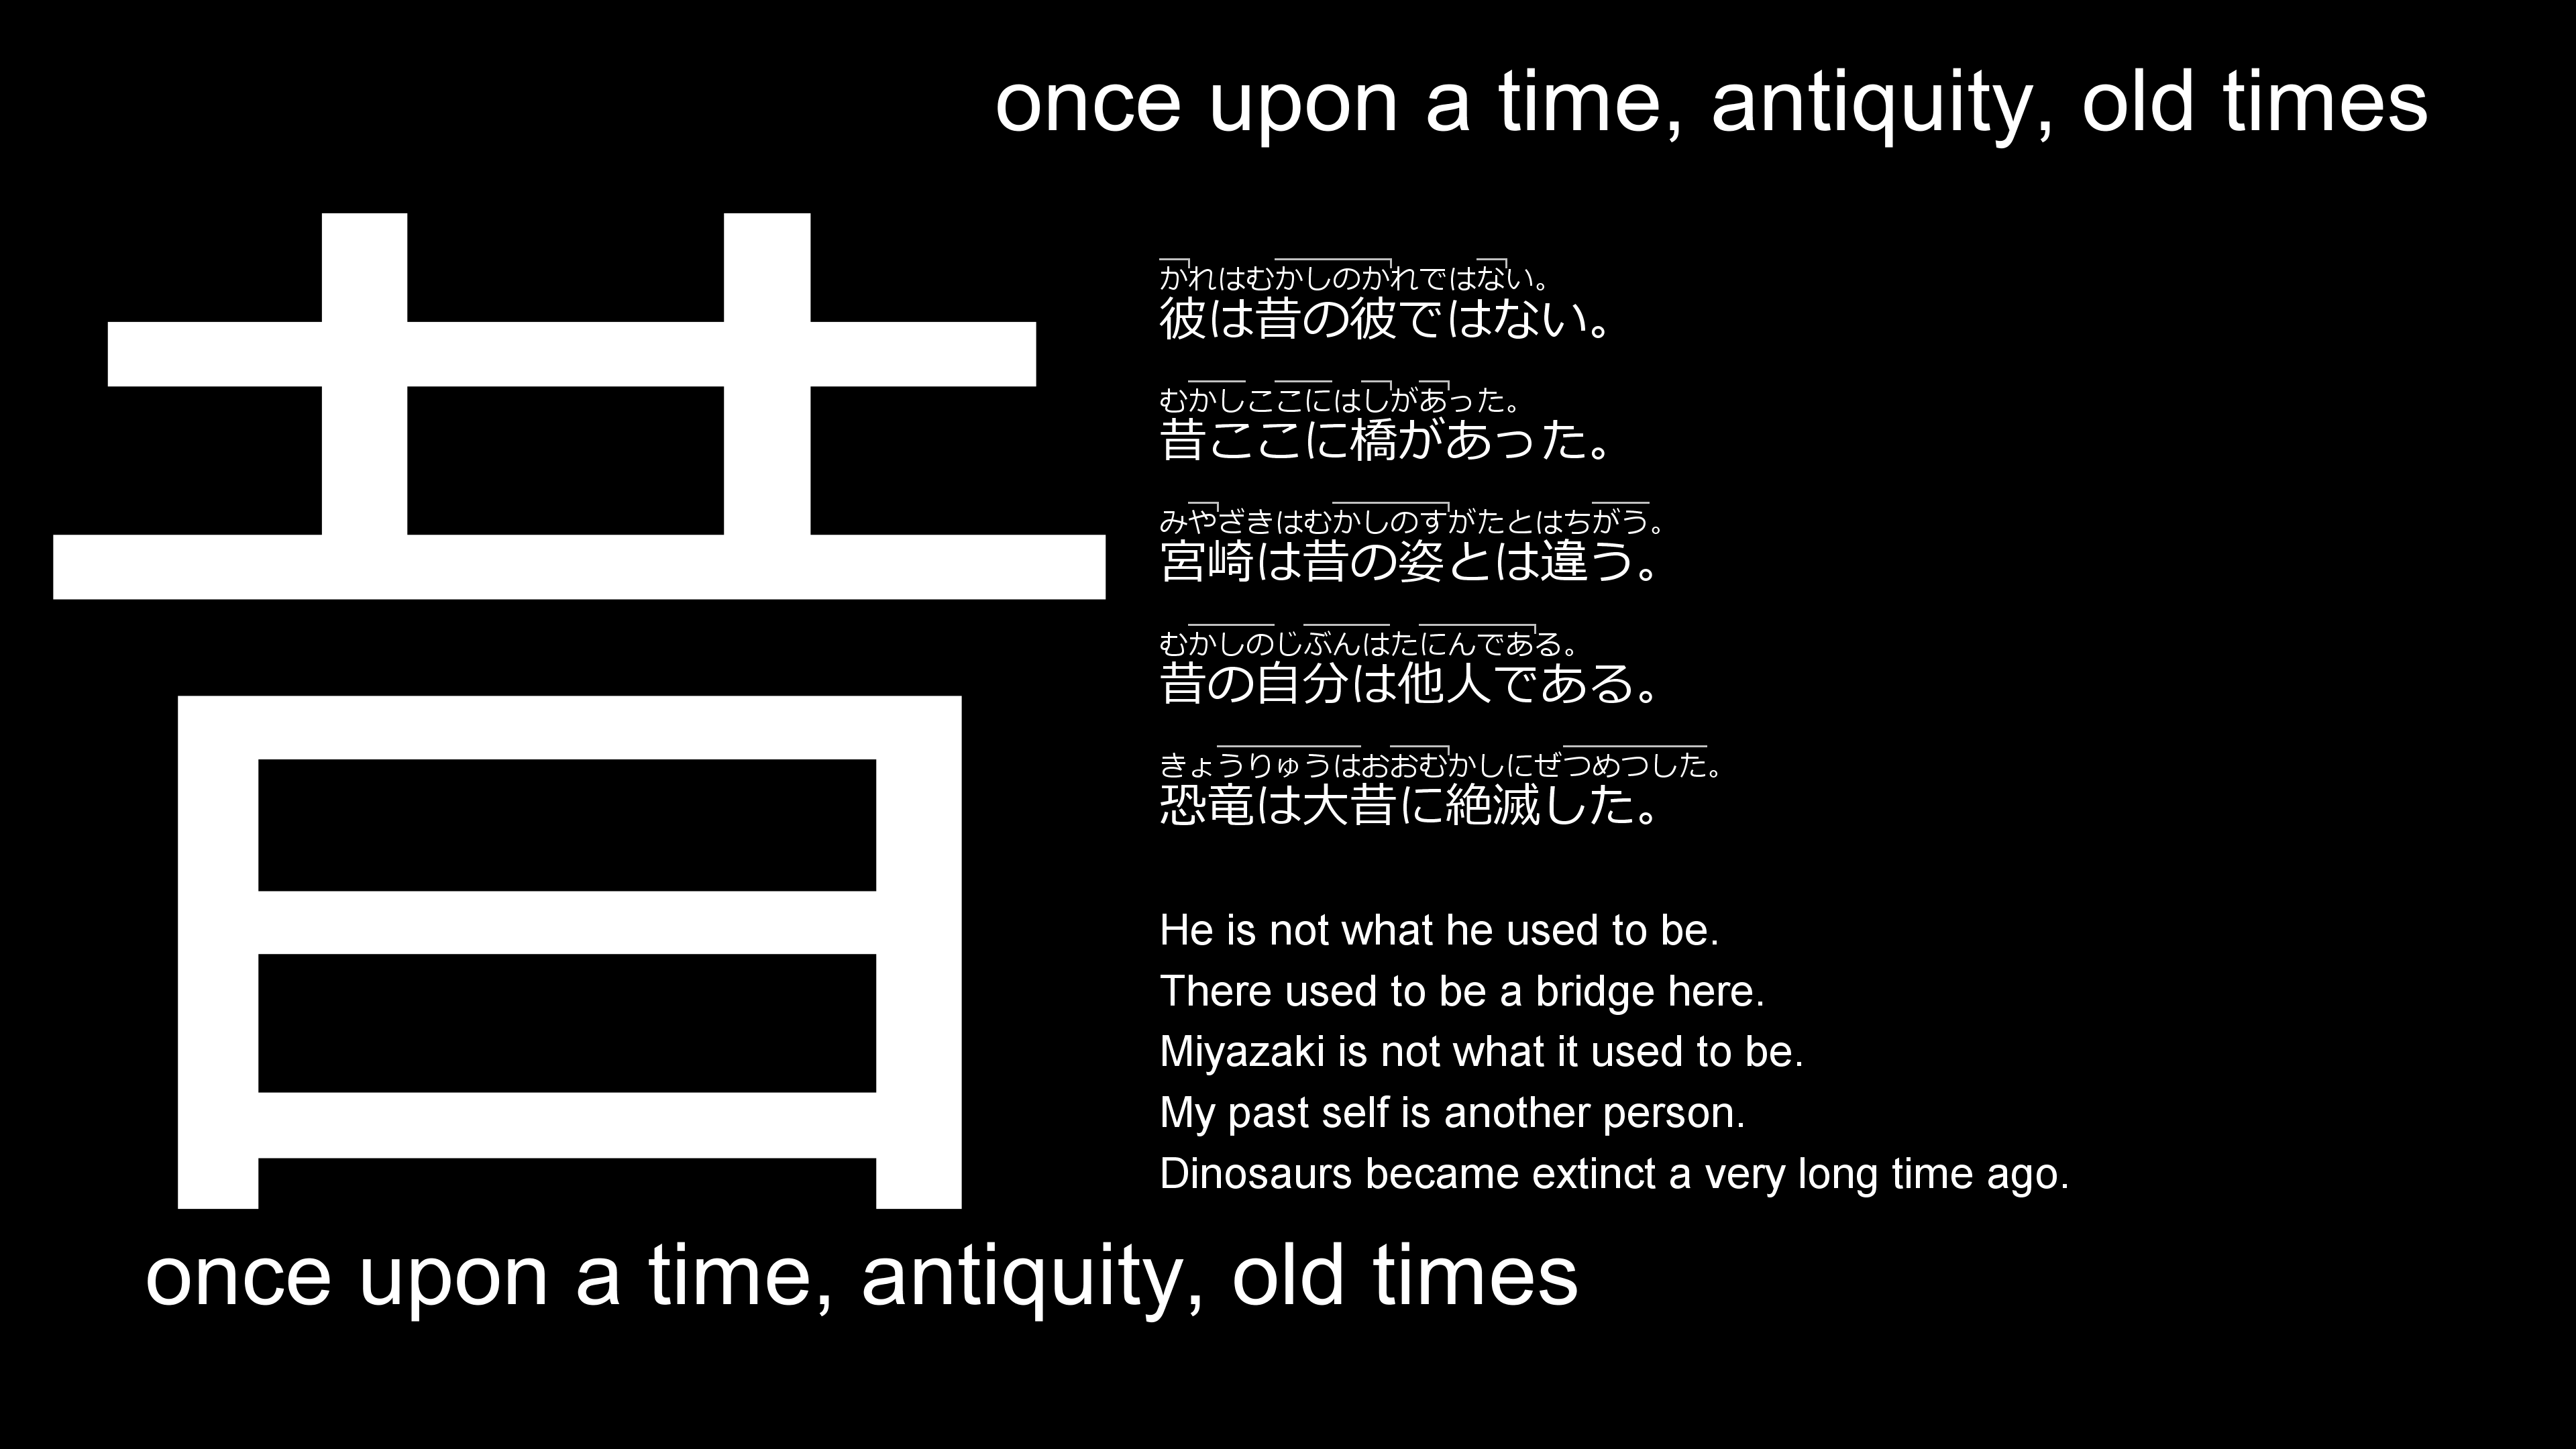 once upon a time, antiquity, old times
昔
かれはむかしのかれではない。
彼は昔の彼ではない。
むかしここにはしがあった。
昔ここに橋があった。
みやざきはむかしのすがたとはちがう。
宮崎は昔の姿とは違う。
むかしのじぶんはたにんである。
昔の自分は他人である。
きょうりゅうはおおむかしにぜつめつした。
恐竜は大昔に絶滅した。
He is not what he used to be.
There used to be a bridge here.
Miyazaki is not what it used to be.
My past self is another person.
Dinosaurs became extinct a very long time ago.
once upon a time, antiquity, old times